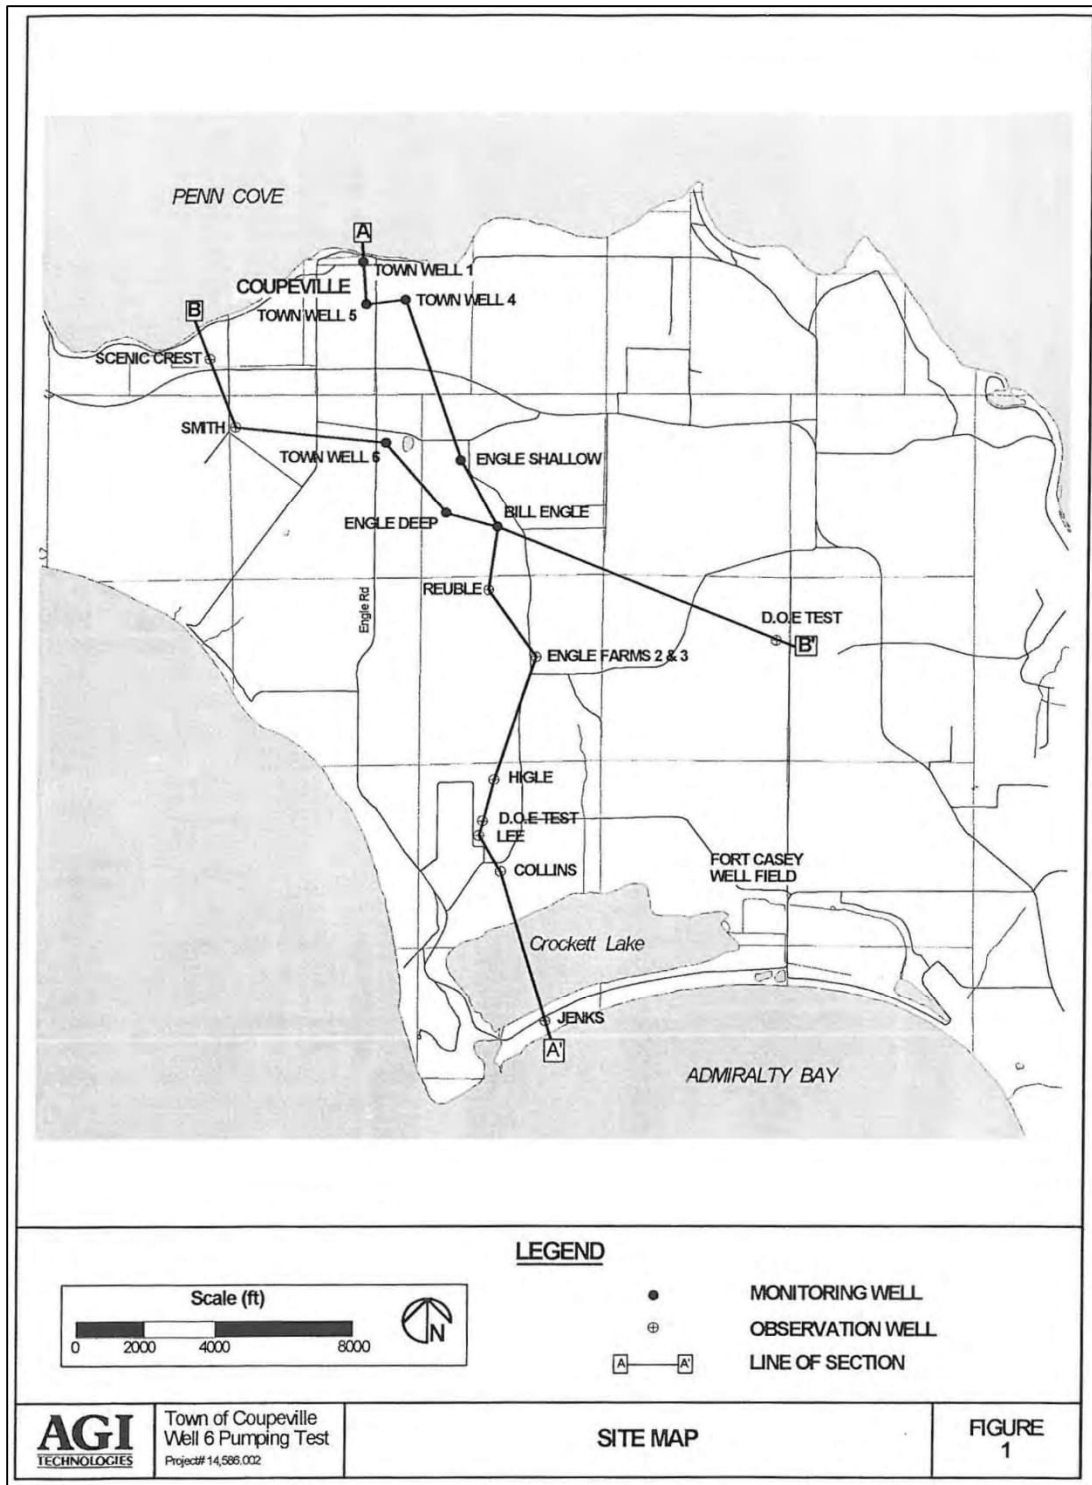 PENN COVE
A
TOWN WELL 1
COUPEVILLE
TOWN WELL 4
B
TOWN WELL 5
SCENIC CREST
SMITH
TOWN WELL 6
ENGLE SHALLOW
BILL ENGLE
ENGLE DEEP
REUBLE
Engle Rd
D.O.E TEST
B'
ENGLE FARMS 2 & 3
HIGLE
D.O.E TEST
LEE
COLLINS
FORT CASEY
WELL FIELD
Crockett Lake
JENKS
A'
ADMIRALTY BAY
LEGEND
Scale (ft)
0 2000 4000 8000
N
MONITORING WELL
OBSERVATION WELL
A A' LINE OF SECTION
AGI
TECHNOLOGIES
Town of Coupeville
Well 6 Pumping Test
Project# 14,586.002
SITE MAP
FIGURE
1